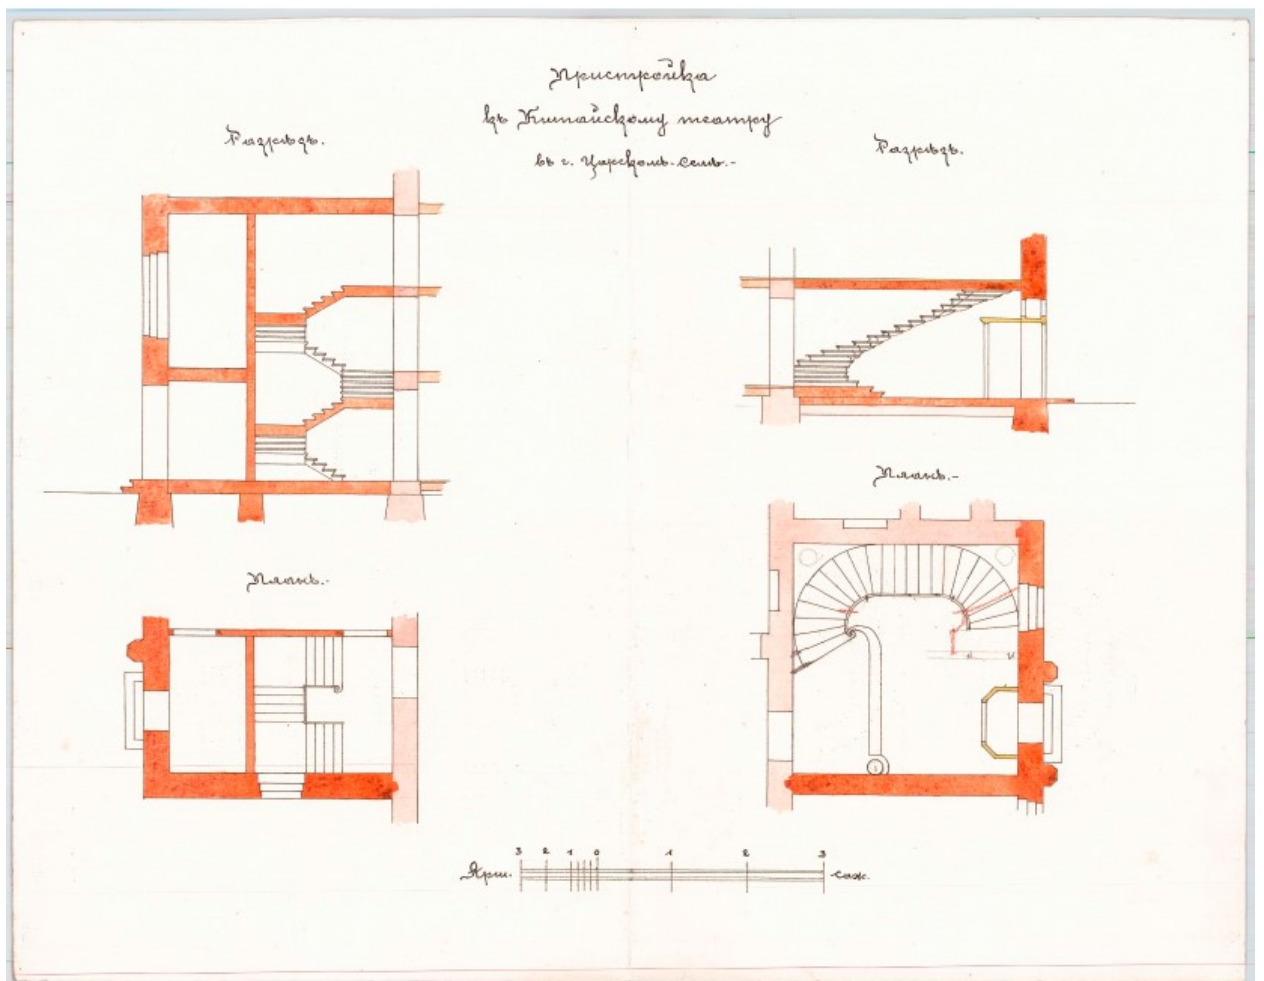 Пристройка
къ Китайскому театру
въ г. Царскомъ-Селѣ.-
Разрѣзъ.
Разрѣзъ.
Планъ.-
Планъ.-
3 2 1 0 1 2 3
Арш. саж.